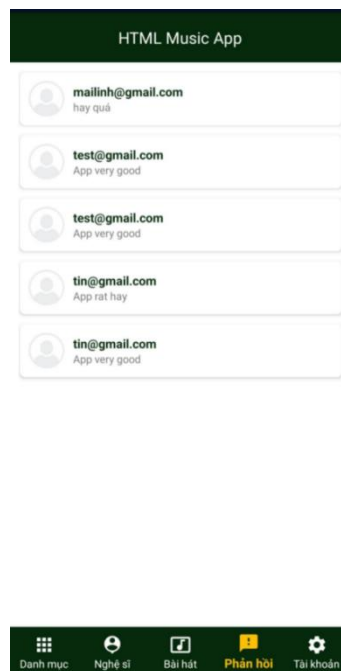 HTML Music App
mailinh@gmail.com
hay quá
test@gmail.com
App very good
test@gmail.com
App very good
tin@gmail.com
App rat hay
tin@gmail.com
App very good
Danh mục
Nghệ sĩ
Bài hát
Phản hồi
Tài khoản